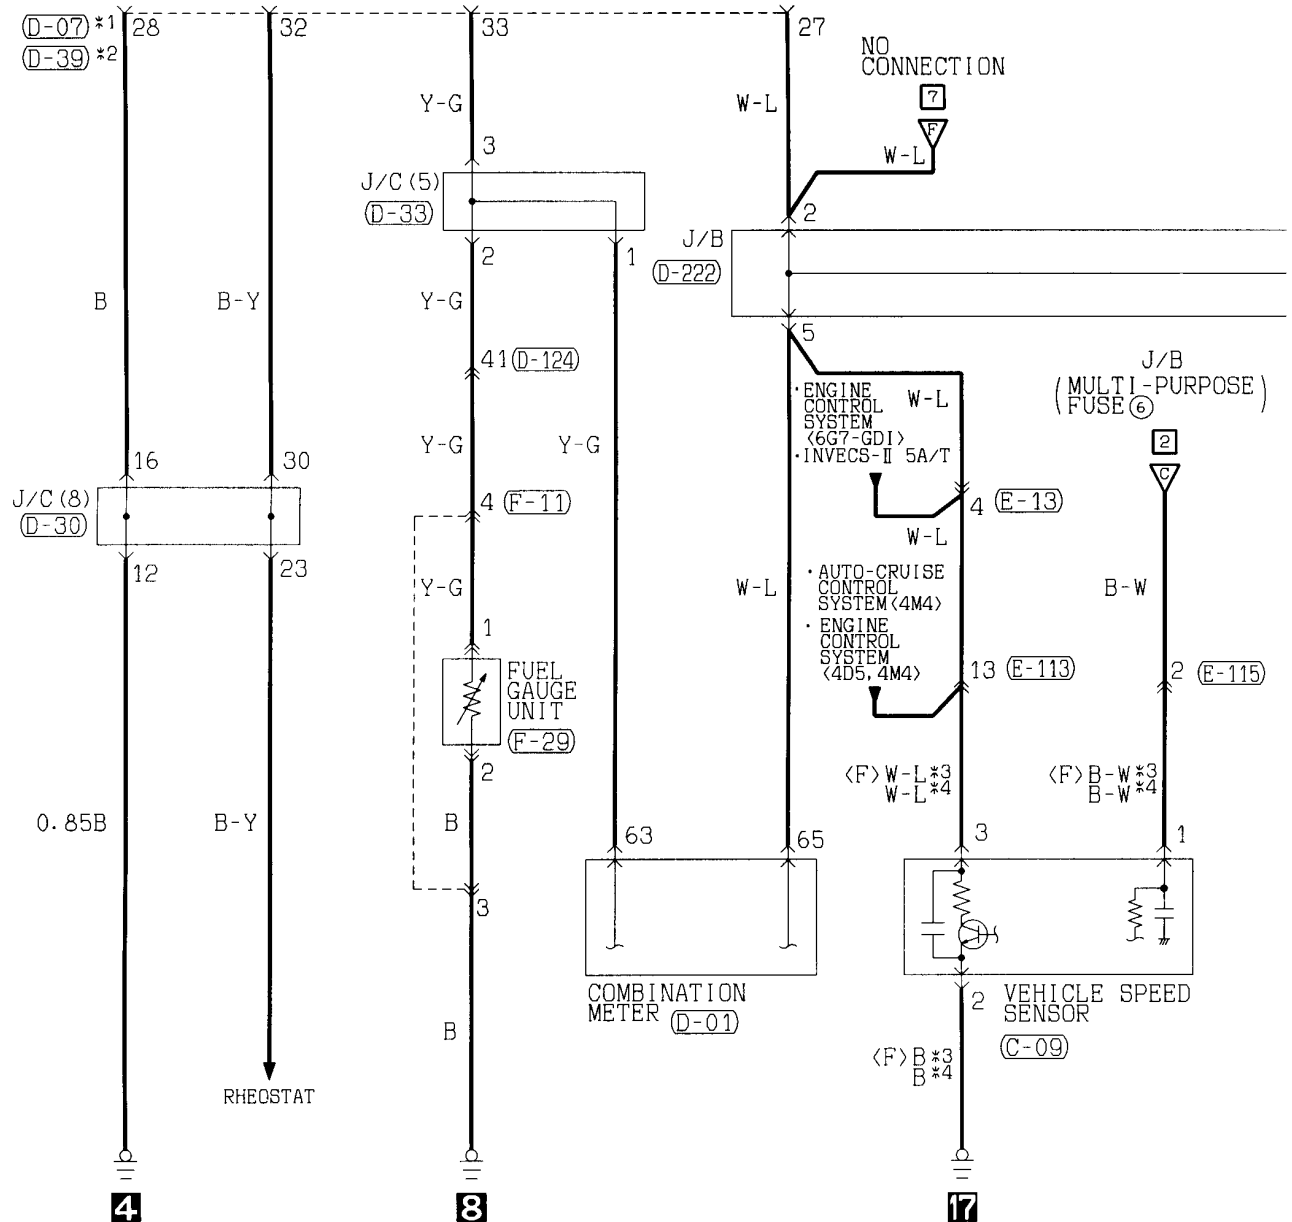 (D-07) *1 28 32 33 27
(D-39) *2
NO
CONNECTION
7
F
Y-G W-L
W-L
3
J/C(5)
(D-33)
2
J/B
(D-222)
2 1
B B-Y Y-G
5
41 (D-124)
J/B
(MULTI-PURPOSE)
FUSE⑥
·ENGINE
CONTROL
SYSTEM
<6G7-GDI>
·INVECS-Ⅱ 5A/T
W-L
2
C
Y-G Y-G
16 30
J/C(8)
(D-30)
4 (F-11)
4 (E-13)
W-L
12 23
Y-G W-L
·AUTO-CRUISE
CONTROL
SYSTEM<4M4>
·ENGINE
CONTROL
SYSTEM
<4D5,4M4>
B-W
1
FUEL
GAUGE
UNIT
(F-29)
13 (E-113)
2 (E-115)
2
<F>W-L*3
W-L*4
<F>B-W*3
B-W*4
0.85B B-Y B
63 65 3 1
3
COMBINATION
METER (D-01)
2
VEHICLE SPEED
SENSOR
(C-09)
B
<F>B*3
B*4
RHEOSTAT
4 8 17